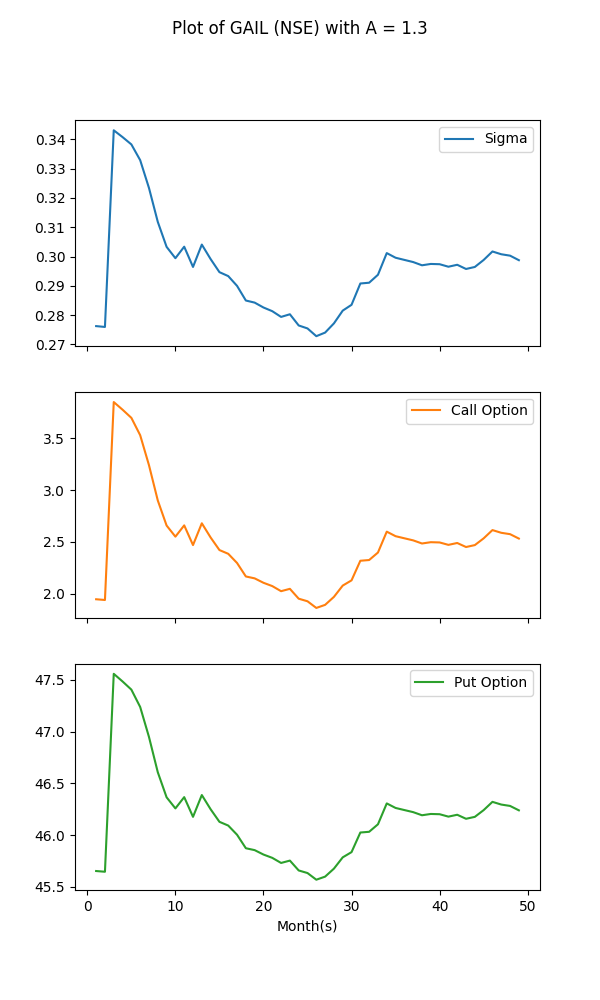 Plot of GAIL (NSE) with A = 1.3
Sigma
0.34
0.33
0.32
0.31
0.30
0.29
0.28
0.27
Call Option
3.5
3.0
2.5
2.0
Put Option
47.5
47.0
46.5
46.0
45.5
0 10 20 30 40 50
Month(s)